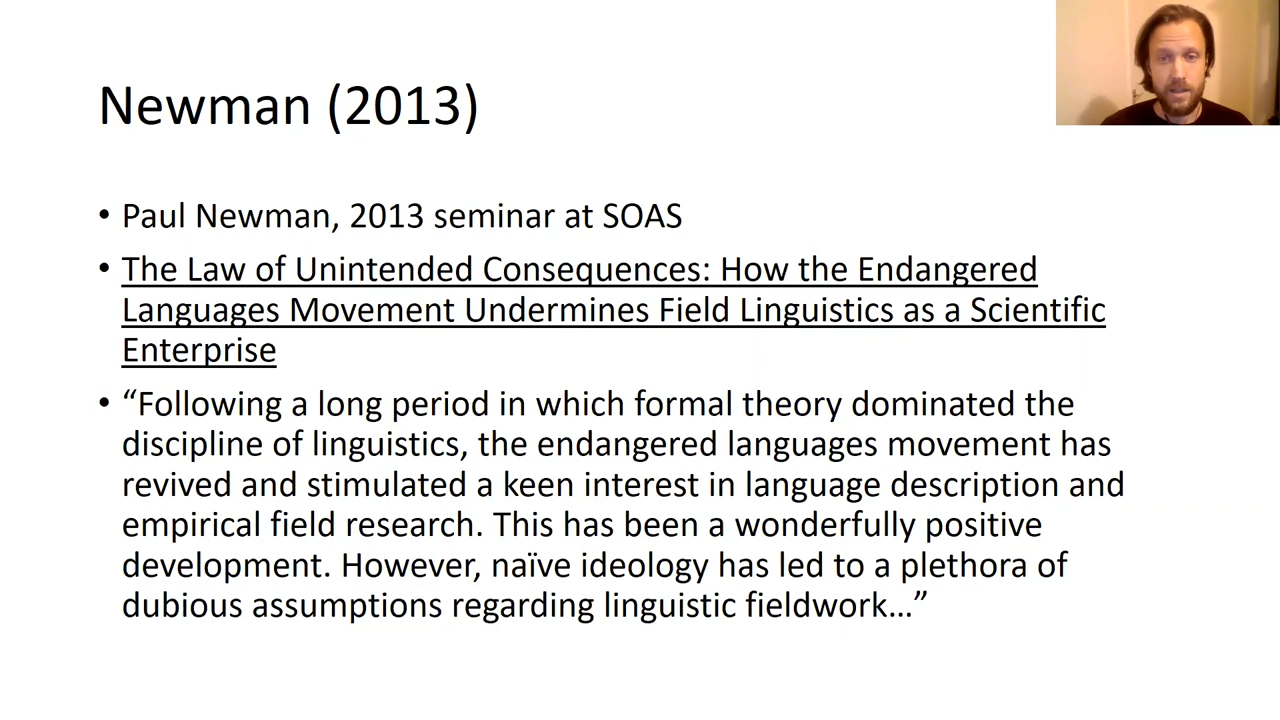 Newman (2013)
• Paul Newman, 2013 seminar at SOAS
• The Law of Unintended Consequences: How the Endangered
Languages Movement Undermines Field Linguistics as a Scientific
Enterprise
• “Following a long period in which formal theory dominated the
discipline of linguistics, the endangered languages movement has
revived and stimulated a keen interest in language description and
empirical field research. This has been a wonderfully positive
development. However, naïve ideology has led to a plethora of
dubious assumptions regarding linguistic fieldwork…”